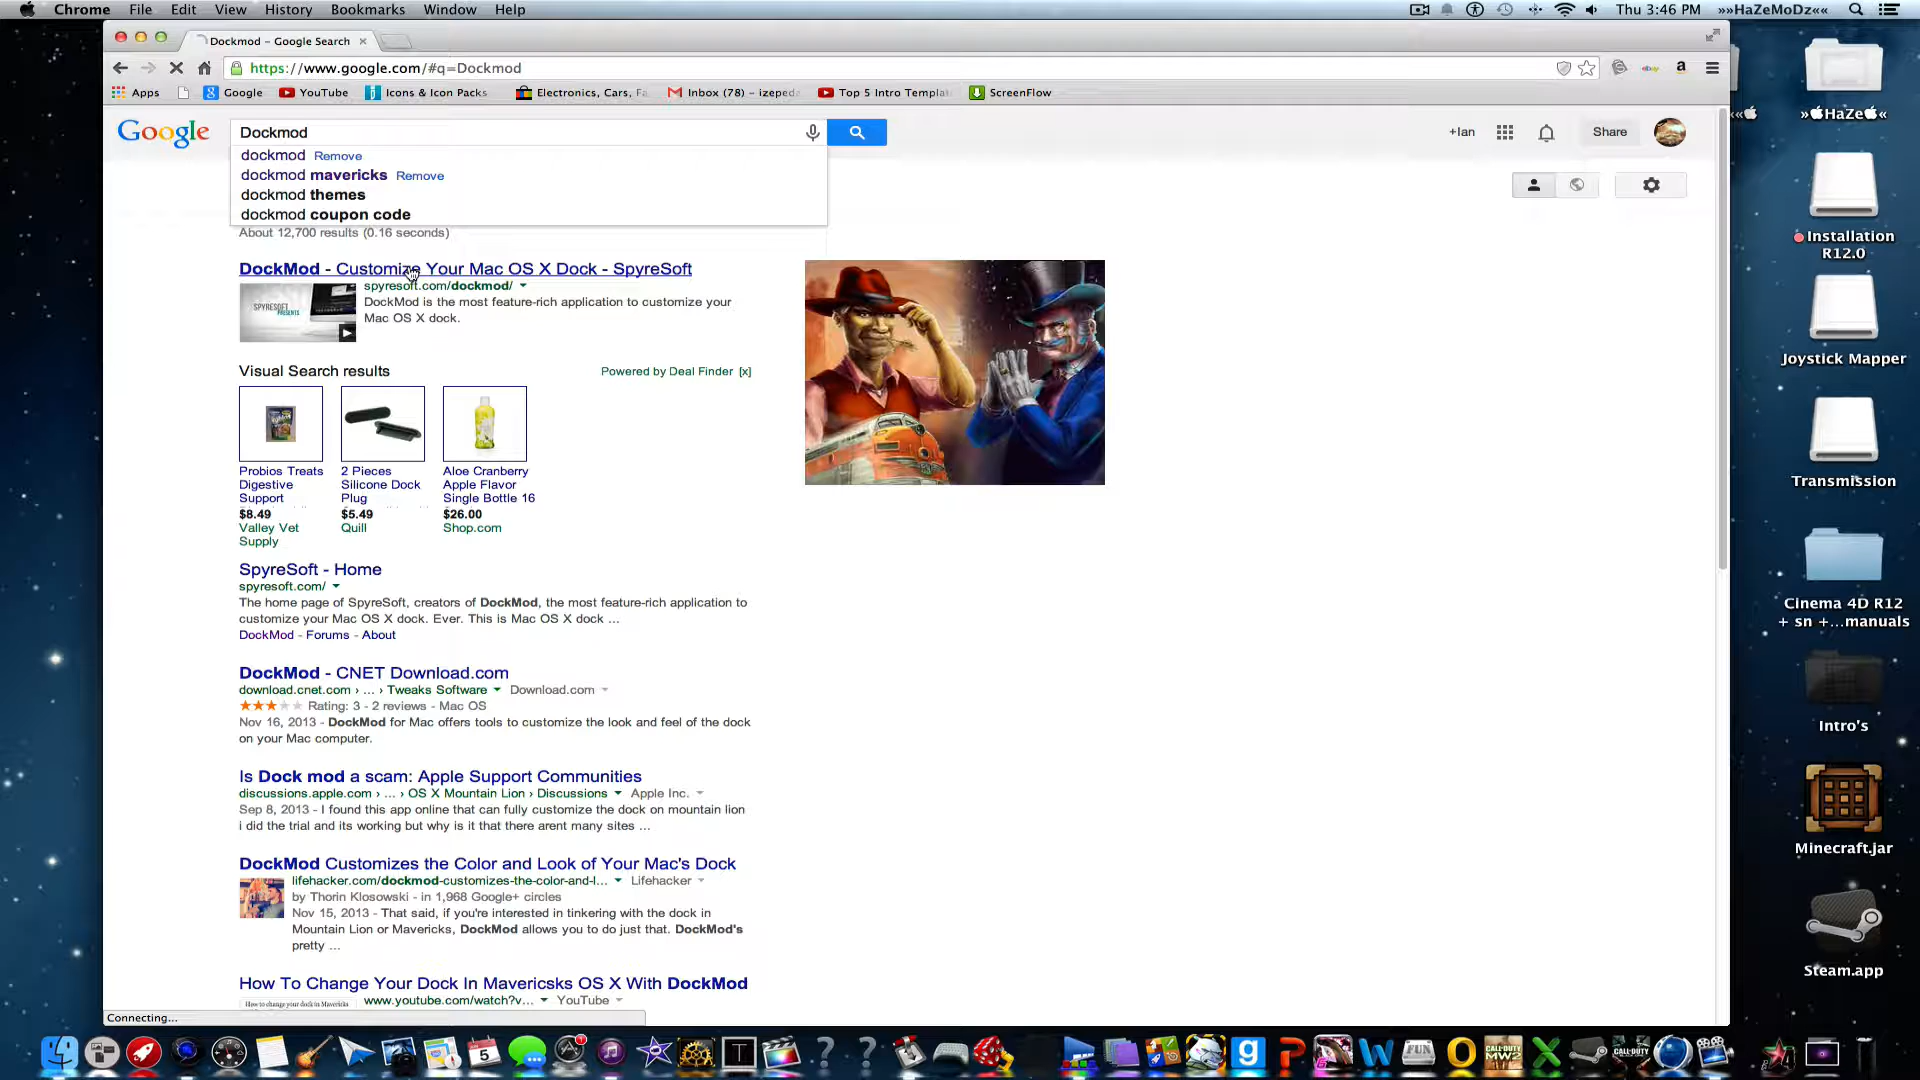 Chrome File Edit View History Bookmarks Window Help
Thu 3:46 PM »»HaZeMoDz««
Dockmod – Google Search
https://www.google.com/#q=Dockmod
Apps Google YouTube Icons & Icon Packs Electronics, Cars, Fa Inbox (78) – izeped Top 5 Intro Templa ScreenFlow
Google Dockmod +Ian Share
dockmod Remove
dockmod mavericks Remove
dockmod themes
dockmod coupon code
About 12,700 results (0.16 seconds)
DockMod - Customize Your Mac OS X Dock - SpyreSoft
spyresoft.com/dockmod/
DockMod is the most feature-rich application to customize your
Mac OS X dock.
SPYRESOFT
PRESENTS
Visual Search results Powered by Deal Finder [x]
Probios Treats
Digestive
Support
$8.49
Valley Vet
Supply
2 Pieces
Silicone Dock
Plug
$5.49
Quill
Aloe Cranberry
Apple Flavor
Single Bottle 16
$26.00
Shop.com
SpyreSoft - Home
spyresoft.com/
The home page of SpyreSoft, creators of DockMod, the most feature-rich application to
customize your Mac OS X dock. Ever. This is Mac OS X dock ...
DockMod - Forums - About
DockMod - CNET Download.com
download.cnet.com › ... › Tweaks Software Download.com
Rating: 3 - 2 reviews - Mac OS
Nov 16, 2013 - DockMod for Mac offers tools to customize the look and feel of the dock
on your Mac computer.
Is Dock mod a scam: Apple Support Communities
discussions.apple.com › ... › OS X Mountain Lion › Discussions Apple Inc.
Sep 8, 2013 - I found this app online that can fully customize the dock on mountain lion
i did the trial and its working but why is it that there arent many sites ...
DockMod Customizes the Color and Look of Your Mac's Dock
lifehacker.com/dockmod-customizes-the-color-and-l... Lifehacker
by Thorin Klosowski - in 1,968 Google+ circles
Nov 15, 2013 - That said, if you're interested in tinkering with the dock in
Mountain Lion or Mavericks, DockMod allows you to do just that. DockMod's
pretty ...
How To Change Your Dock In Mavericsks OS X With DockMod
www.youtube.com/watch?v... YouTube
How to change your dock in Mavericks
Connecting...
»HaZe«
Installation
R12.0
Joystick Mapper
Transmission
Cinema 4D R12
+ sn +...manuals
Intro's
Minecraft.jar
Steam.app